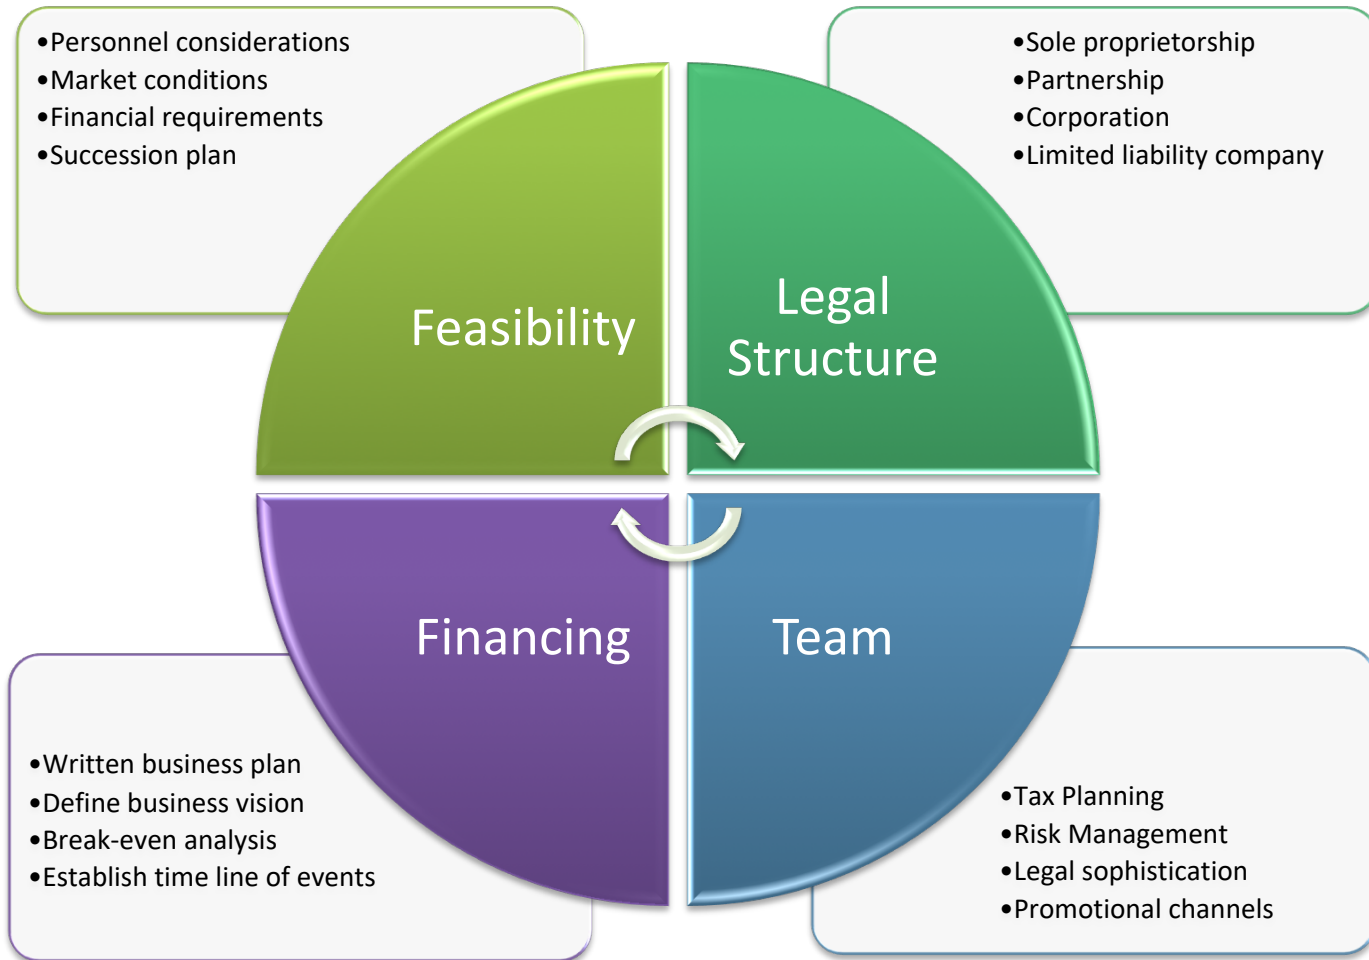 •Personnel considerations
•Market conditions
•Financial requirements
•Succession plan
•Sole proprietorship
•Partnership
•Corporation
•Limited liability company
Feasibility
Legal
Structure
Financing
Team
•Written business plan
•Define business vision
•Break-even analysis
•Establish time line of events
•Tax Planning
•Risk Management
•Legal sophistication
•Promotional channels